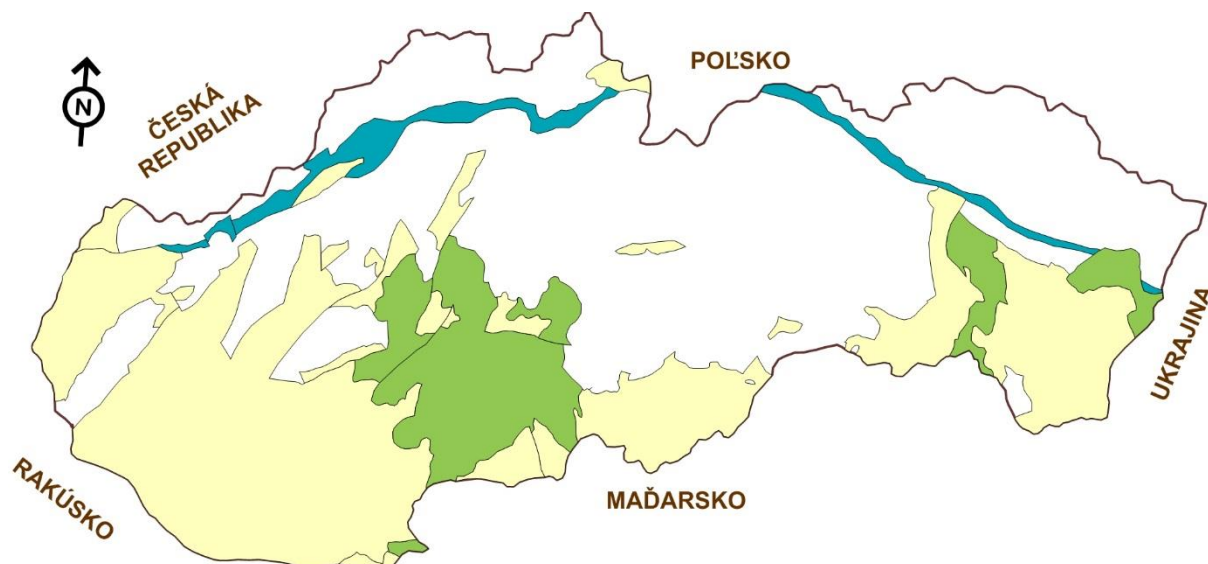 POĽSKO
N
ČESKÁ
REPUBLIKA
UKRAJINA
RAKÚSKO
MAĎARSKO